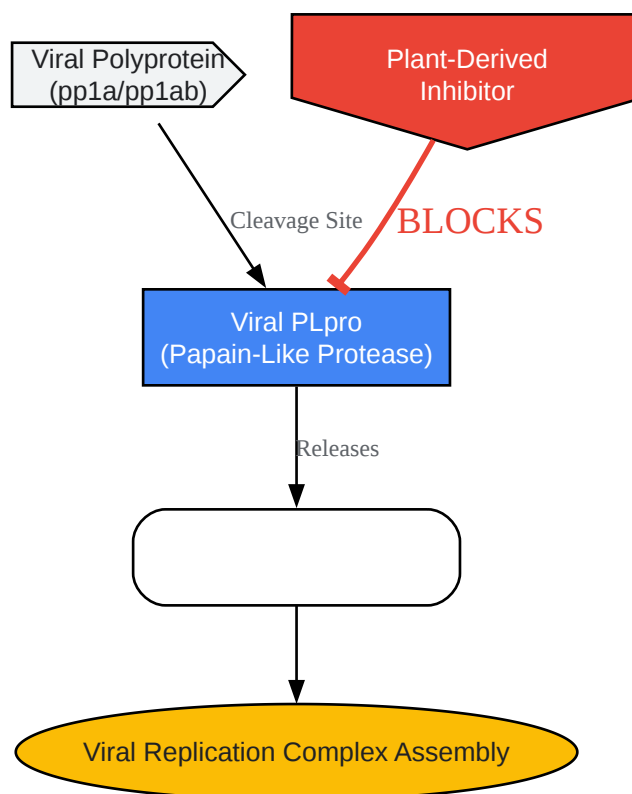 Viral Polyprotein
(pp1a/pp1ab)
Plant-Derived
Inhibitor
Cleavage Site
BLOCKS
Viral PLpro
(Papain-Like Protease)
Releases
Viral Replication Complex Assembly